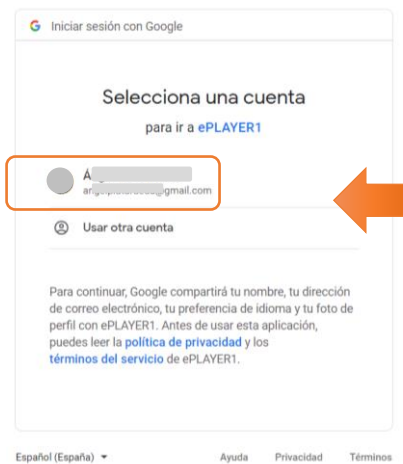 Iniciar sesión con Google
Selecciona una cuenta
para ir a ePLAYER1
A
gmail.com
Usar otra cuenta
Para continuar, Google compartirá tu nombre, tu dirección
de correo electrónico, tu preferencia de idioma y tu foto de
perfil con ePLAYER1. Antes de usar esta aplicación,
puedes leer la política de privacidad y los
términos del servicio de ePLAYER1.
Español (España) Ayuda Privacidad Términos